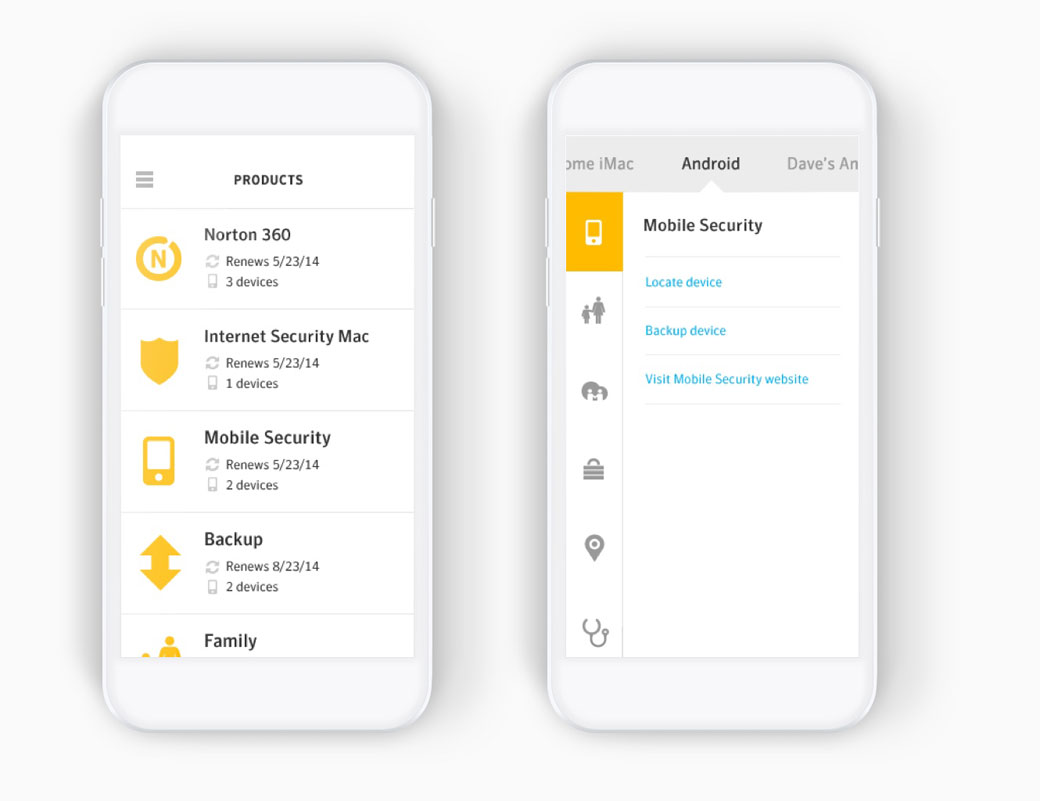 PRODUCTS
N
Norton 360
Renews 5/23/14
3 devices
Internet Security Mac
Renews 5/23/14
1 devices
Mobile Security
Renews 5/23/14
2 devices
Backup
Renews 8/23/14
2 devices
Family
ome iMac Android Dave's An
Mobile Security
Locate device
Backup device
Visit Mobile Security website